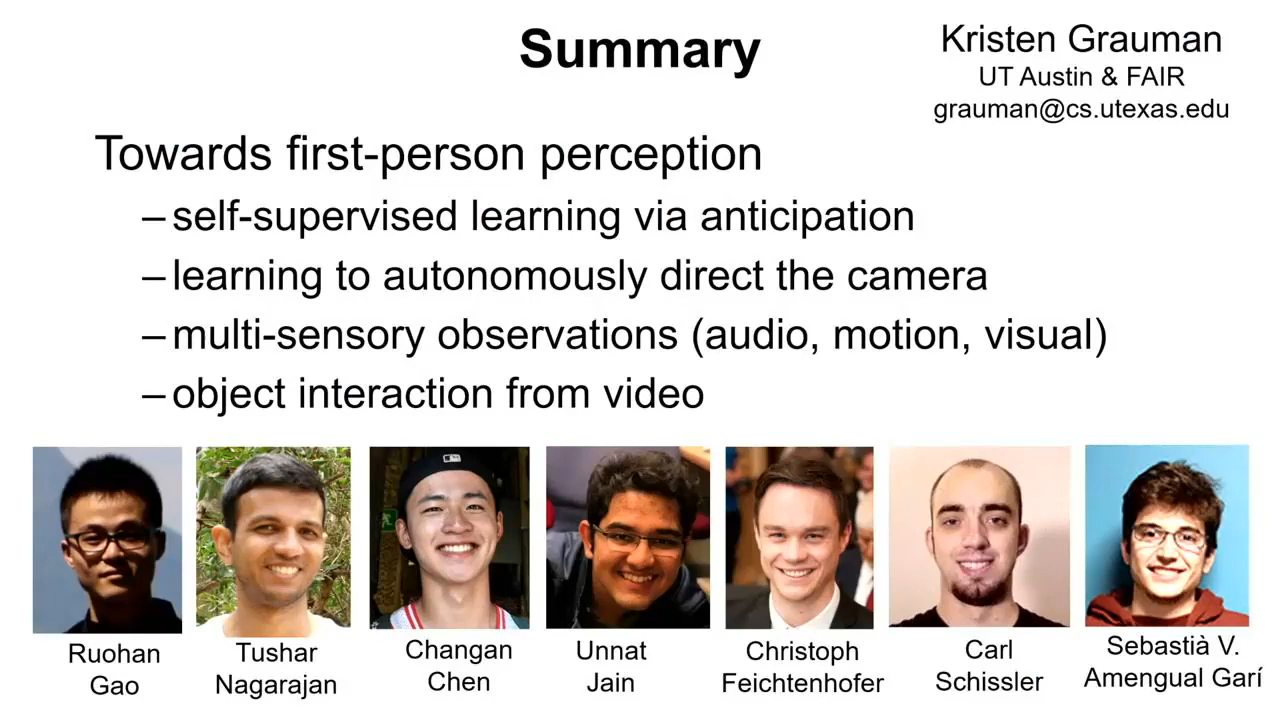 Summary
Kristen Grauman
UT Austin & FAIR
grauman@cs.utexas.edu
Towards first-person perception
–self-supervised learning via anticipation
–learning to autonomously direct the camera
–multi-sensory observations (audio, motion, visual)
–object interaction from video
Ruohan
Gao
Tushar
Nagarajan
Changan
Chen
Unnat
Jain
Christoph
Feichtenhofer
Carl
Schissler
Sebastià V.
Amengual Garí